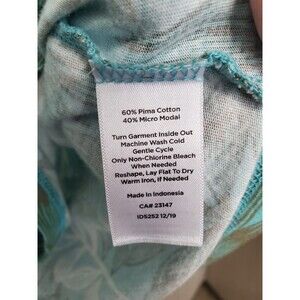 60% Pima Cotton
40% Micro Modal
Turn Garment Inside Out
Machine Wash Cold
Gentle Cycle
Only Non-Chlorine Bleach
When Needed
Reshape, Lay Flat To Dry
Warm Iron, If Needed
Made in Indonesia
CA# 23147
ID5252 12/19